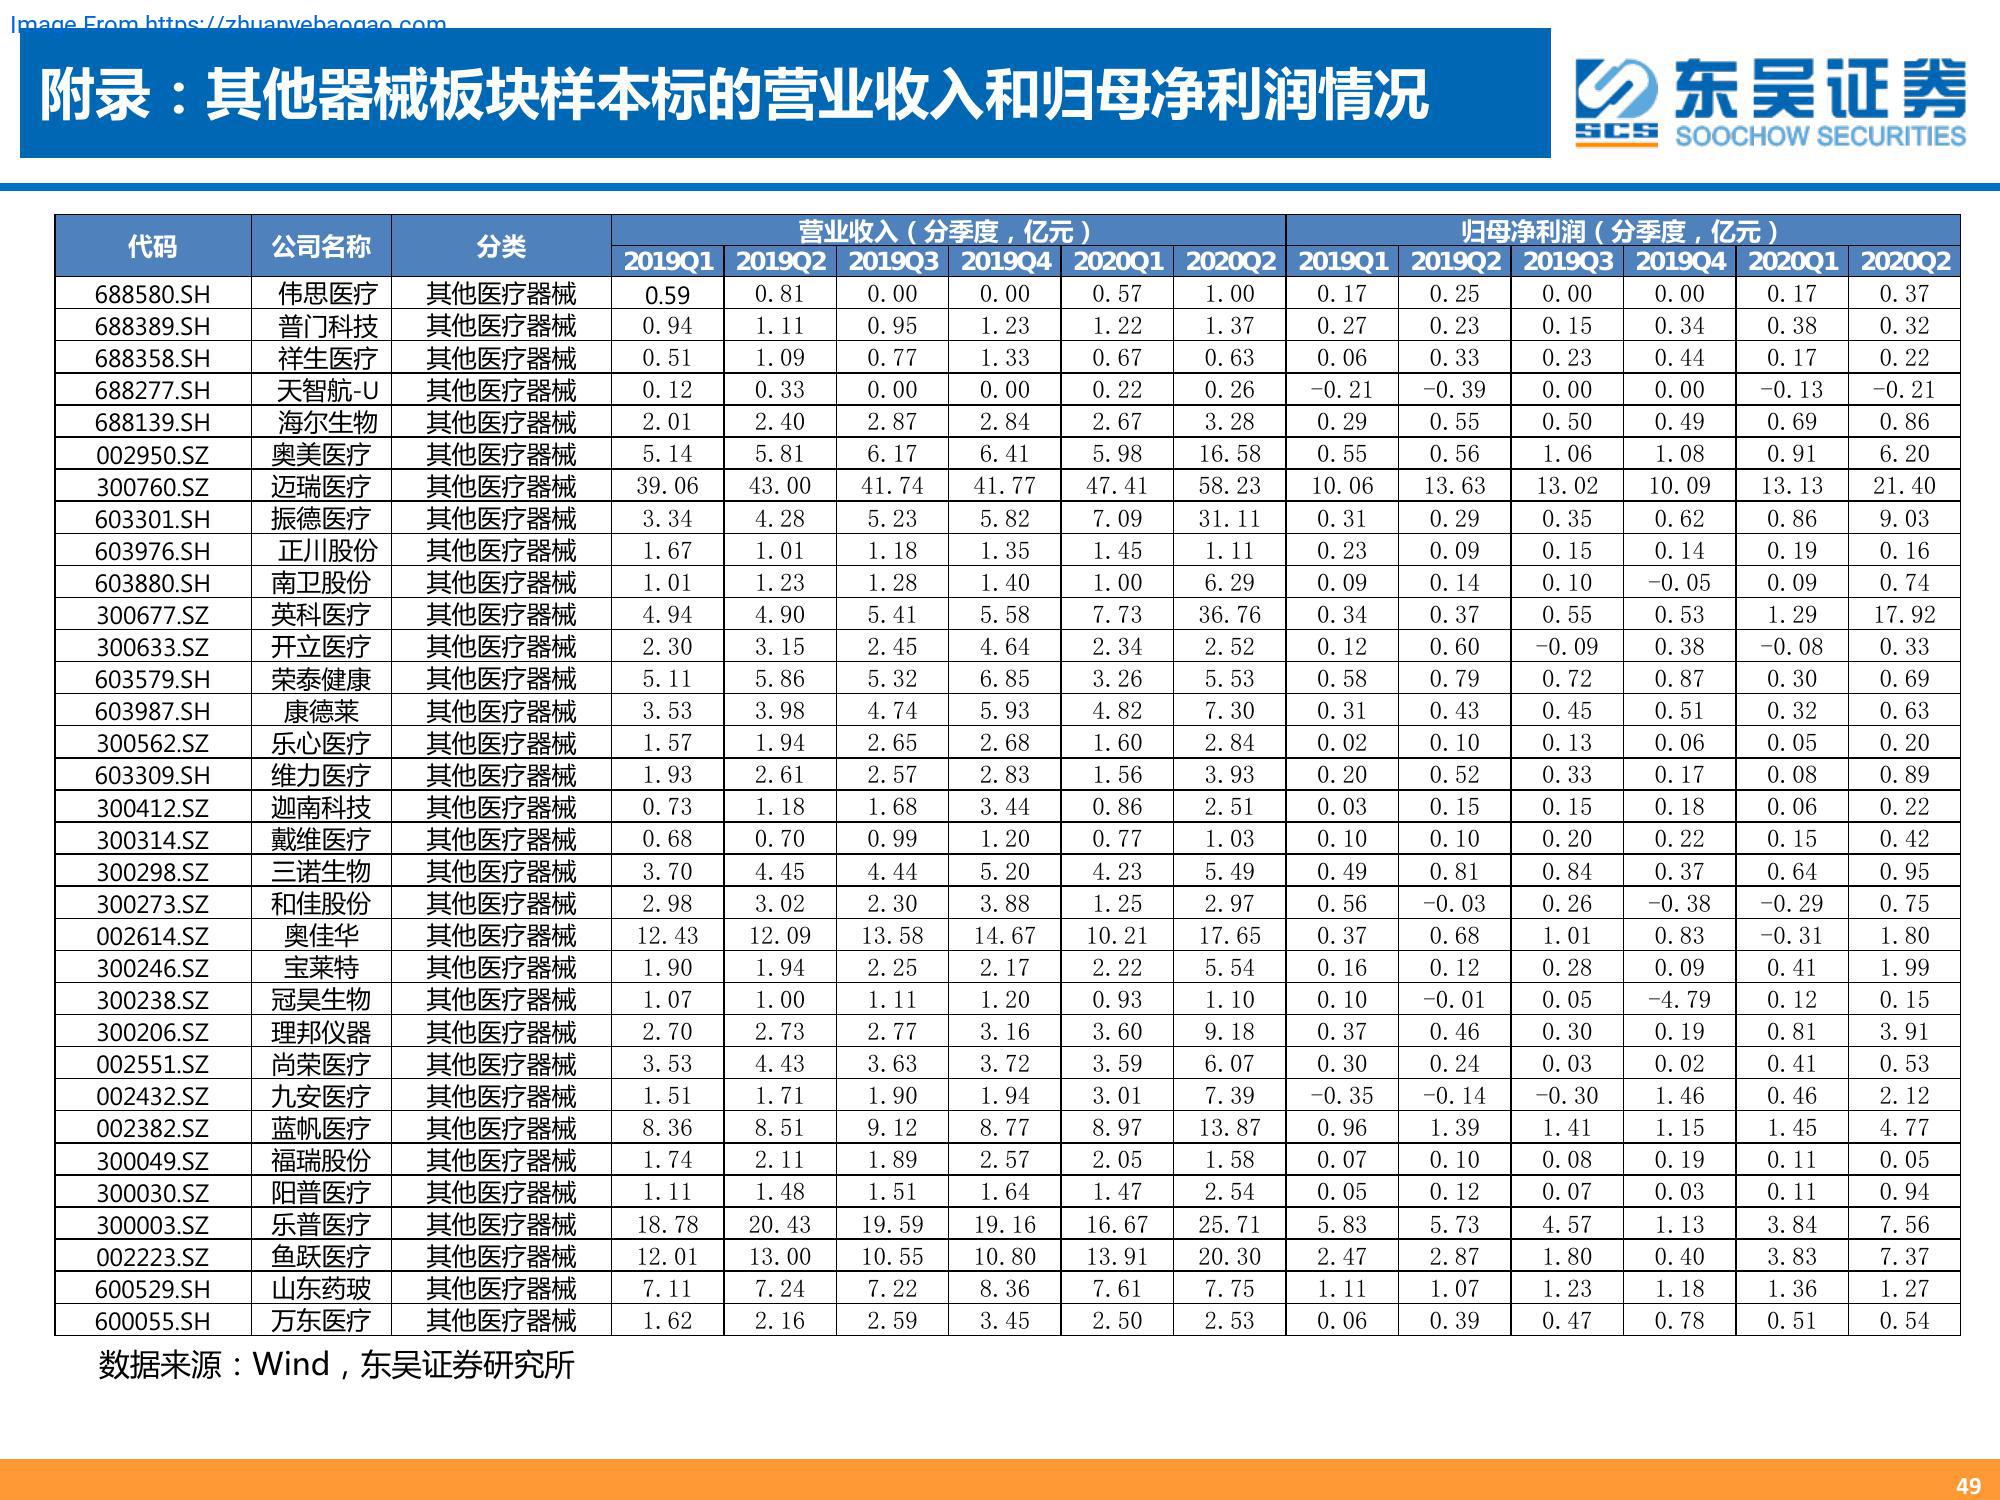 Image From https://zhuanyebaogao.com
附录：其他器械板块样本标的营业收入和归母净利润情况
SCS 东吴证券
SOOCHOW SECURITIES
代码 公司名称 分类 营业收入（分季度，亿元） 归母净利润（分季度，亿元）
2019Q1 2019Q2 2019Q3 2019Q4 2020Q1 2020Q2 2019Q1 2019Q2 2019Q3 2019Q4 2020Q1 2020Q2
688580.SH 伟思医疗 其他医疗器械 0.59 0.81 0.00 0.00 0.57 1.00 0.17 0.25 0.00 0.00 0.17 0.37
688389.SH 普门科技 其他医疗器械 0.94 1.11 0.95 1.23 1.22 1.37 0.27 0.23 0.15 0.34 0.38 0.32
688358.SH 祥生医疗 其他医疗器械 0.51 1.09 0.77 1.33 0.67 0.63 0.06 0.33 0.23 0.44 0.17 0.22
688277.SH 天智航-U 其他医疗器械 0.12 0.33 0.00 0.00 0.22 0.26 -0.21 -0.39 0.00 0.00 -0.13 -0.21
688139.SH 海尔生物 其他医疗器械 2.01 2.40 2.87 2.84 2.67 3.28 0.29 0.55 0.50 0.49 0.69 0.86
002950.SZ 奥美医疗 其他医疗器械 5.14 5.81 6.17 6.41 5.98 16.58 0.55 0.56 1.06 1.08 0.91 6.20
300760.SZ 迈瑞医疗 其他医疗器械 39.06 43.00 41.74 41.77 47.41 58.23 10.06 13.63 13.02 10.09 13.13 21.40
603301.SH 振德医疗 其他医疗器械 3.34 4.28 5.23 5.82 7.09 31.11 0.31 0.29 0.35 0.62 0.86 9.03
603976.SH 正川股份 其他医疗器械 1.67 1.01 1.18 1.35 1.45 1.11 0.23 0.09 0.15 0.14 0.19 0.16
603880.SH 南卫股份 其他医疗器械 1.01 1.23 1.28 1.40 1.00 6.29 0.09 0.14 0.10 -0.05 0.09 0.74
300677.SZ 英科医疗 其他医疗器械 4.94 4.90 5.41 5.58 7.73 36.76 0.34 0.37 0.55 0.53 1.29 17.92
300633.SZ 开立医疗 其他医疗器械 2.30 3.15 2.45 4.64 2.34 2.52 0.12 0.60 -0.09 0.38 -0.08 0.33
603579.SH 荣泰健康 其他医疗器械 5.11 5.86 5.32 6.85 3.26 5.53 0.58 0.79 0.72 0.87 0.30 0.69
603987.SH 康德莱 其他医疗器械 3.53 3.98 4.74 5.93 4.82 7.30 0.31 0.43 0.45 0.51 0.32 0.63
300562.SZ 乐心医疗 其他医疗器械 1.57 1.94 2.65 2.68 1.60 2.84 0.02 0.10 0.13 0.06 0.05 0.20
603309.SH 维力医疗 其他医疗器械 1.93 2.61 2.57 2.83 1.56 3.93 0.20 0.52 0.33 0.17 0.08 0.89
300412.SZ 迦南科技 其他医疗器械 0.73 1.18 1.68 3.44 0.86 2.51 0.03 0.15 0.15 0.18 0.06 0.22
300314.SZ 戴维医疗 其他医疗器械 0.68 0.70 0.99 1.20 0.77 1.03 0.10 0.10 0.20 0.22 0.15 0.42
300298.SZ 三诺生物 其他医疗器械 3.70 4.45 4.44 5.20 4.23 5.49 0.49 0.81 0.84 0.37 0.64 0.95
300273.SZ 和佳股份 其他医疗器械 2.98 3.02 2.30 3.88 1.25 2.97 0.56 -0.03 0.26 -0.38 -0.29 0.75
002614.SZ 奥佳华 其他医疗器械 12.43 12.09 13.58 14.67 10.21 17.65 0.37 0.68 1.01 0.83 -0.31 1.80
300246.SZ 宝莱特 其他医疗器械 1.90 1.94 2.25 2.17 2.22 5.54 0.16 0.12 0.28 0.09 0.41 1.99
300238.SZ 冠昊生物 其他医疗器械 1.07 1.00 1.11 1.20 0.93 1.10 0.10 -0.01 0.05 -4.79 0.12 0.15
300206.SZ 理邦仪器 其他医疗器械 2.70 2.73 2.77 3.16 3.60 9.18 0.37 0.46 0.30 0.19 0.81 3.91
002551.SZ 尚荣医疗 其他医疗器械 3.53 4.43 3.63 3.72 3.59 6.07 0.30 0.24 0.03 0.02 0.41 0.53
002432.SZ 九安医疗 其他医疗器械 1.51 1.71 1.90 1.94 3.01 7.39 -0.35 -0.14 -0.30 1.46 0.46 2.12
002382.SZ 蓝帆医疗 其他医疗器械 8.36 8.51 9.12 8.77 8.97 13.87 0.96 1.39 1.41 1.15 1.45 4.77
300049.SZ 福瑞股份 其他医疗器械 1.74 2.11 1.89 2.57 2.05 1.58 0.07 0.10 0.08 0.19 0.11 0.05
300030.SZ 阳普医疗 其他医疗器械 1.11 1.48 1.51 1.64 1.47 2.54 0.05 0.12 0.07 0.03 0.11 0.94
300003.SZ 乐普医疗 其他医疗器械 18.78 20.43 19.59 19.16 16.67 25.71 5.83 5.73 4.57 1.13 3.84 7.56
002223.SZ 鱼跃医疗 其他医疗器械 12.01 13.00 10.55 10.80 13.91 20.30 2.47 2.87 1.80 0.40 3.83 7.37
600529.SH 山东药玻 其他医疗器械 7.11 7.24 7.22 8.36 7.61 7.75 1.11 1.07 1.23 1.18 1.36 1.27
600055.SH 万东医疗 其他医疗器械 1.62 2.16 2.59 3.45 2.50 2.53 0.06 0.39 0.47 0.78 0.51 0.54
数据来源：Wind，东吴证券研究所
49